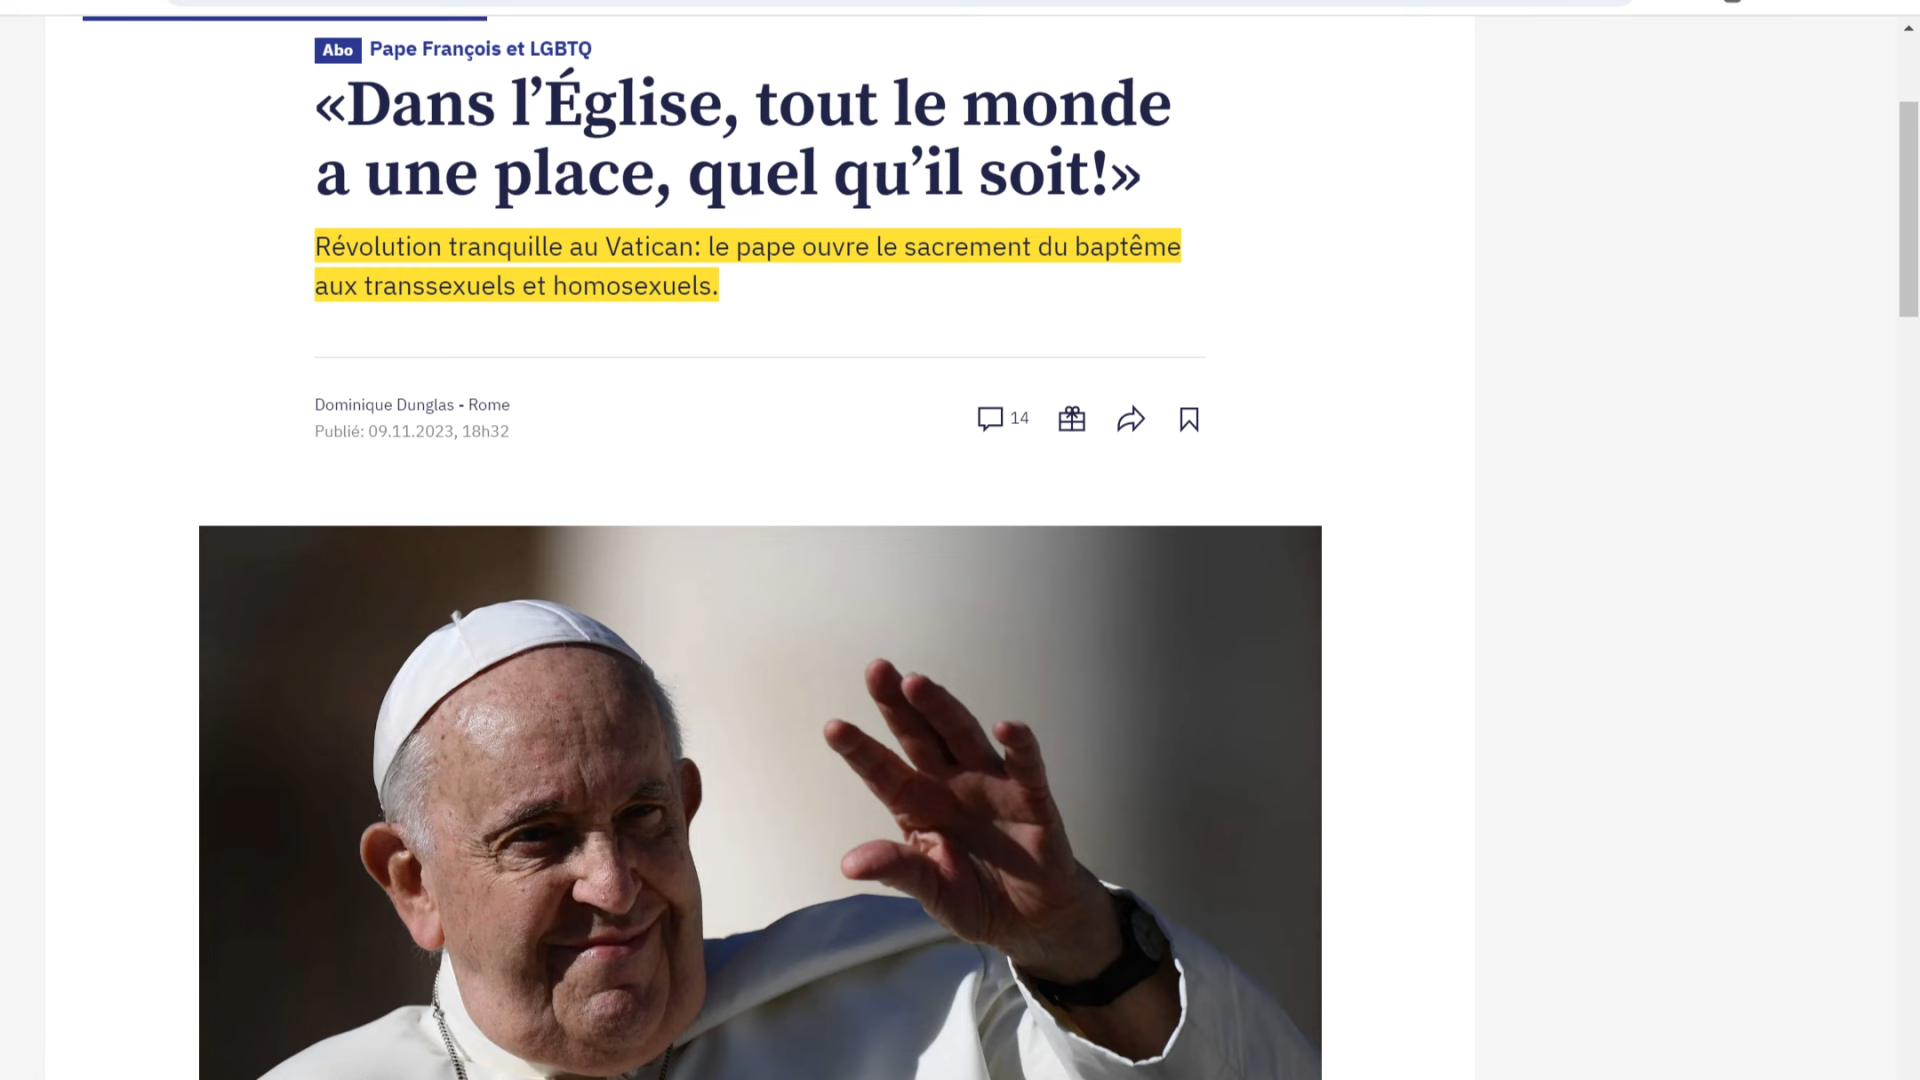 Abo Pape François et LGBTQ
«Dans l’Église, tout le monde
a une place, quel qu’il soit!»
Révolution tranquille au Vatican: le pape ouvre le sacrement du baptême
aux transsexuels et homosexuels.
Dominique Dunglas - Rome
Publié: 09.11.2023, 18h32
14